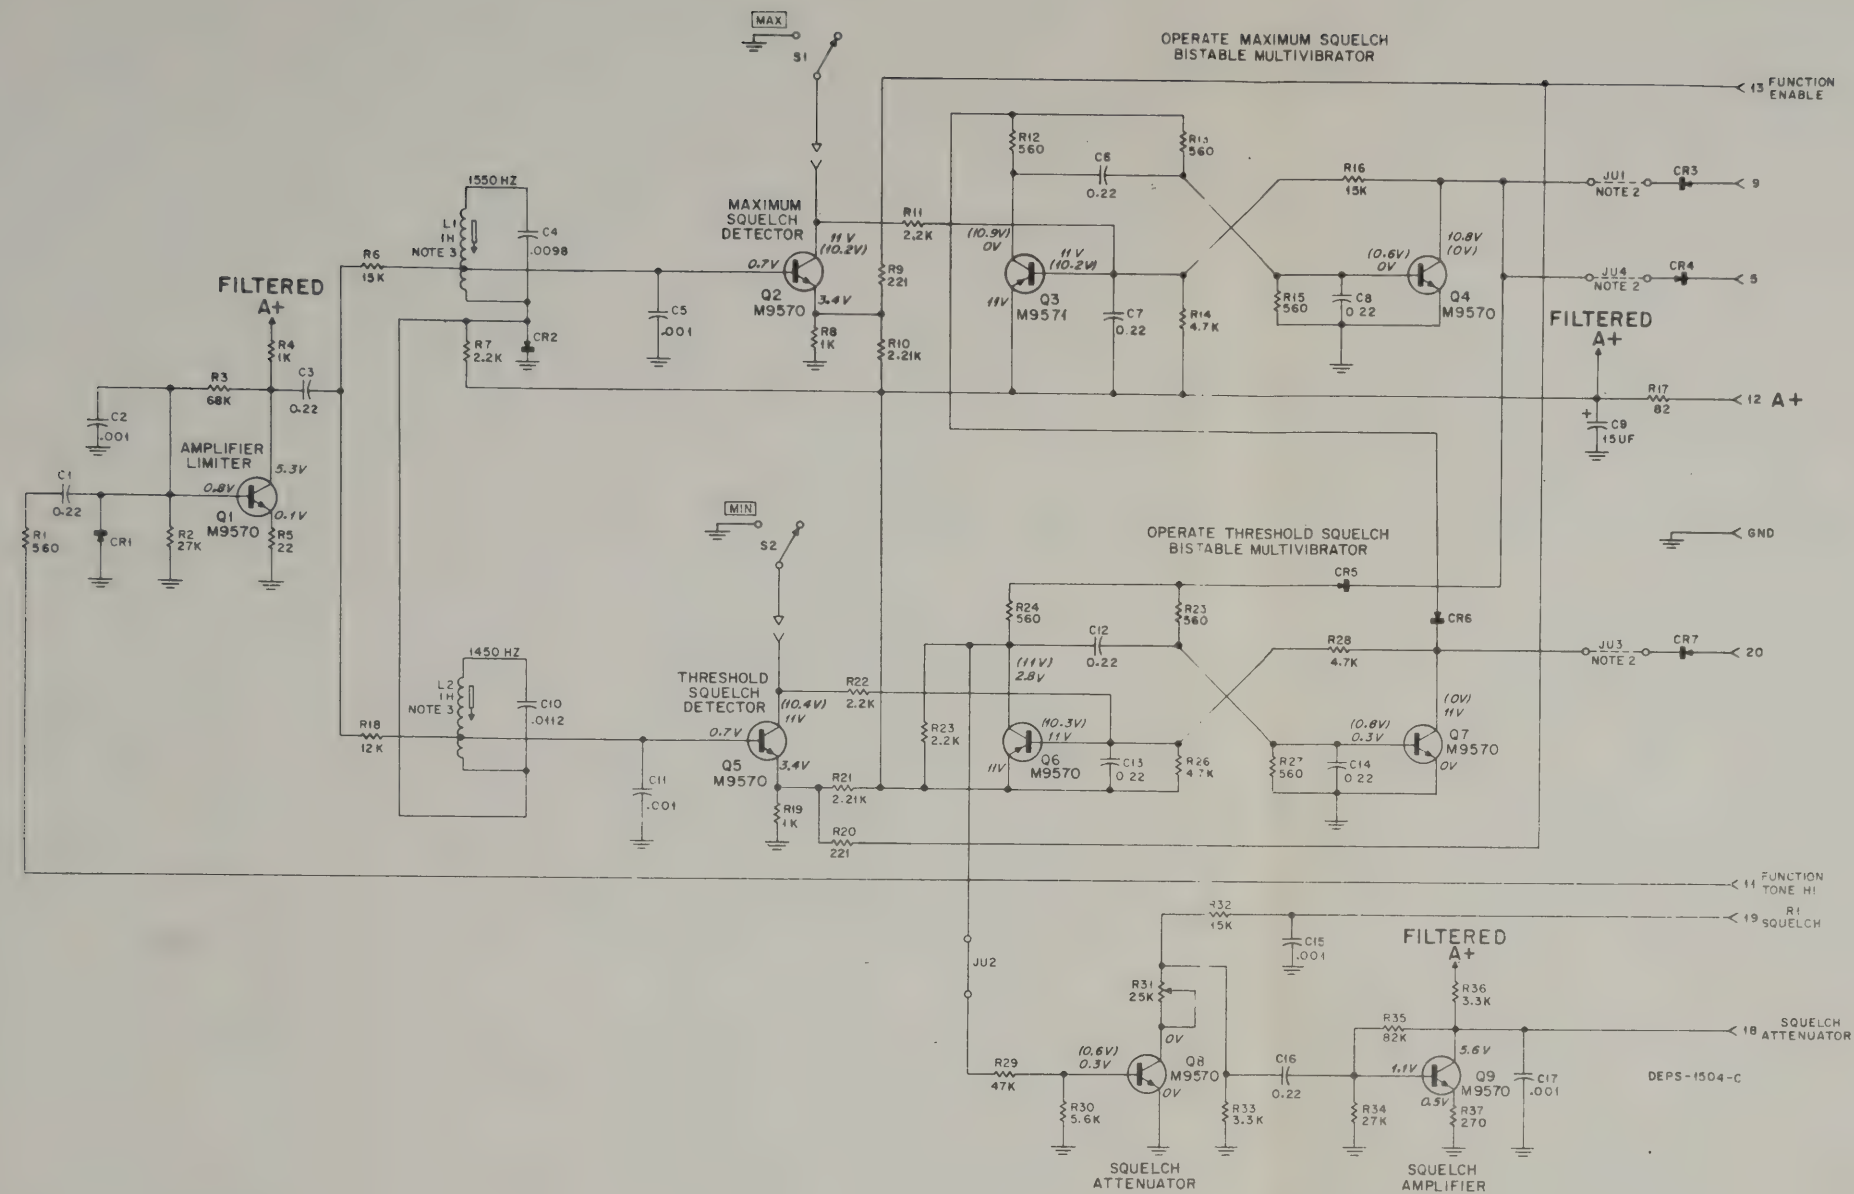 MAX
S1
OPERATE MAXIMUM SQUELCH
BISTABLE MULTIVIBRATOR
13 FUNCTION
ENABLE
R12
560
R13
560
C6
0.22
R16
15K
JU1
NOTE 2
CR3
9
1550 HZ
L1
1H
NOTE 3
C4
.0098
MAXIMUM
SQUELCH
DETECTOR
R11
2.2K
11 V
(10.2V)
(10.9V)
0V
11 V
(10.2V)
(0.6V)
0V
10.8V
(0V)
R6
15K
0.7V
Q2
M9570
3.4V
R9
221
Q3
M9571
11V
C7
0.22
R14
4.7K
R15
560
C8
0 22
Q4
M9570
JU4
NOTE 2
CR4
5
FILTERED
A+
R4
1K
C5
.001
R8
1K
R10
2.21K
R7
2.2K
CR2
FILTERED
A+
R17
82
12 A+
+
C9
15UF
R3
68K
C3
0.22
C2
.001
AMPLIFIER
LIMITER
5.3V
C1
0.22
0.8V
Q1
M9570
0.1V
R1
560
CR1
R2
27K
R5
22
MIN
S2
OPERATE THRESHOLD SQUELCH
BISTABLE MULTIVIBRATOR
GND
R24
560
R23
560
CR5
CR6
C12
0.22
R28
4.7K
JU3
NOTE 2
CR7
20
1450 HZ
L2
1H
NOTE 3
C10
.0112
THRESHOLD
SQUELCH
DETECTOR
R22
2.2K
(10.4V)
11V
(11V)
2.8V
(10.3V)
11V
(0V)
11V
(0.8V)
0.3V
R18
12 K
0.7V
Q5
M9570
3.4V
R23
2.2K
11V
Q6
M9570
C13
0 22
R26
4 7K
R27
560
C14
0 22
Q7
M9570
0V
C11
.001
R21
2.21K
R19
1K
R20
221
11 FUNCTION
TONE HI
R32
15K
19 R1
SQUELCH
C15
.001
FILTERED
A+
JU2
R31
25K
R36
3.3K
R35
82K
18 SQUELCH
ATTENUATOR
0V
R29
47K
(0.6V)
0.3V
Q8
M9570
0V
C16
0.22
1.1V
5.6V
Q9
M9570
0.5V
C17
.001
DEPS-1504-C
R30
5.6K
R33
3.3K
R34
27K
R37
270
SQUELCH
ATTENUATOR
SQUELCH
AMPLIFIER